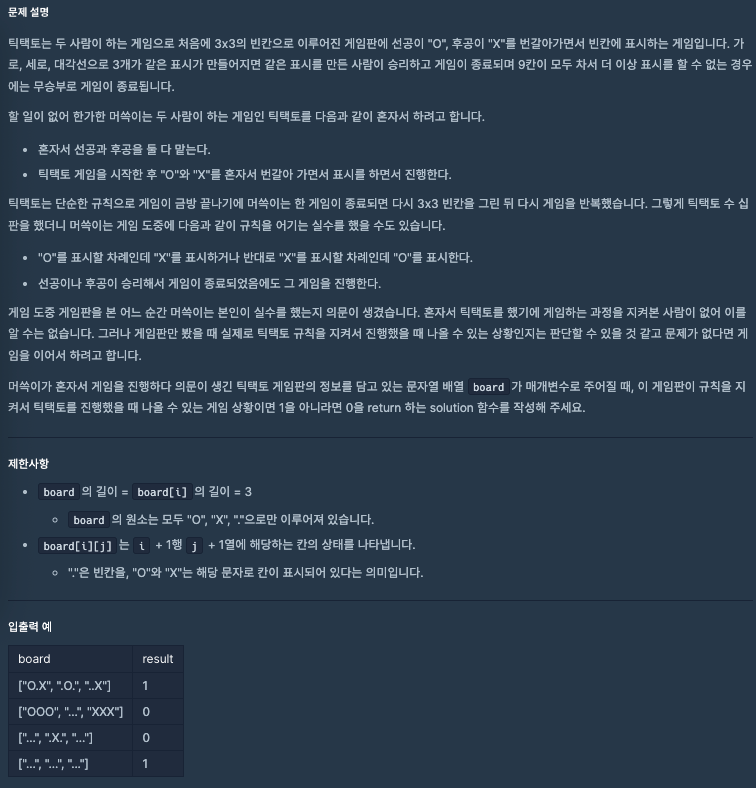 문제 설명
틱택토는 두 사람이 하는 게임으로 처음에 3x3의 빈칸으로 이루어진 게임판에 선공이 "O", 후공이 "X"를 번갈아가면서 빈칸에 표시하는 게임입니다. 가
로, 세로, 대각선으로 3개가 같은 표시가 만들어지면 같은 표시를 만든 사람이 승리하고 게임이 종료되며 9칸이 모두 차서 더 이상 표시를 할 수 없는 경우
에는 무승부로 게임이 종료됩니다.
할 일이 없어 한가한 머쓱이는 두 사람이 하는 게임인 틱택토를 다음과 같이 혼자서 하려고 합니다.
• 혼자서 선공과 후공을 둘 다 맡는다.
• 틱택토 게임을 시작한 후 "O"와 "X"를 혼자서 번갈아 가면서 표시를 하면서 진행한다.
틱택토는 단순한 규칙으로 게임이 금방 끝나기에 머쓱이는 한 게임이 종료되면 다시 3x3 빈칸을 그린 뒤 다시 게임을 반복했습니다. 그렇게 틱택토 수 십
판을 했더니 머쓱이는 게임 도중에 다음과 같이 규칙을 어기는 실수를 했을 수도 있습니다.
• "O"를 표시할 차례인데 "X"를 표시하거나 반대로 "X"를 표시할 차례인데 "O"를 표시한다.
• 선공이나 후공이 승리해서 게임이 종료되었음에도 그 게임을 진행한다.
게임 도중 게임판을 본 어느 순간 머쓱이는 본인이 실수를 했는지 의문이 생겼습니다. 혼자서 틱택토를 했기에 게임하는 과정을 지켜본 사람이 없어 이를
알 수는 없습니다. 그러나 게임판만 봤을 때 실제로 틱택토 규칙을 지켜서 진행했을 때 나올 수 있는 상황인지는 판단할 수 있을 것 같고 문제가 없다면 게
임을 이어서 하려고 합니다.
머쓱이가 혼자서 게임을 진행하다 의문이 생긴 틱택토 게임판의 정보를 담고 있는 문자열 배열 board가 매개변수로 주어질 때, 이 게임판이 규칙을 지
켜서 틱택토를 진행했을 때 나올 수 있는 게임 상황이면 1을 아니라면 0을 return 하는 solution 함수를 작성해 주세요.
제한사항
• board의 길이 = board[i]의 길이 = 3
◦ board의 원소는 모두 "O", "X", "."으로만 이루어져 있습니다.
• board[i][j]는 i + 1행 j + 1열에 해당하는 칸의 상태를 나타냅니다.
◦ "."은 빈칸을, "O"와 "X"는 해당 문자로 칸이 표시되어 있다는 의미입니다.
입출력 예
board result
["O.X", ".O.", "..X"] 1
["OOO", "...", "XXX"] 0
["...", ".X.", "..."] 0
["...", "...", "..."] 1